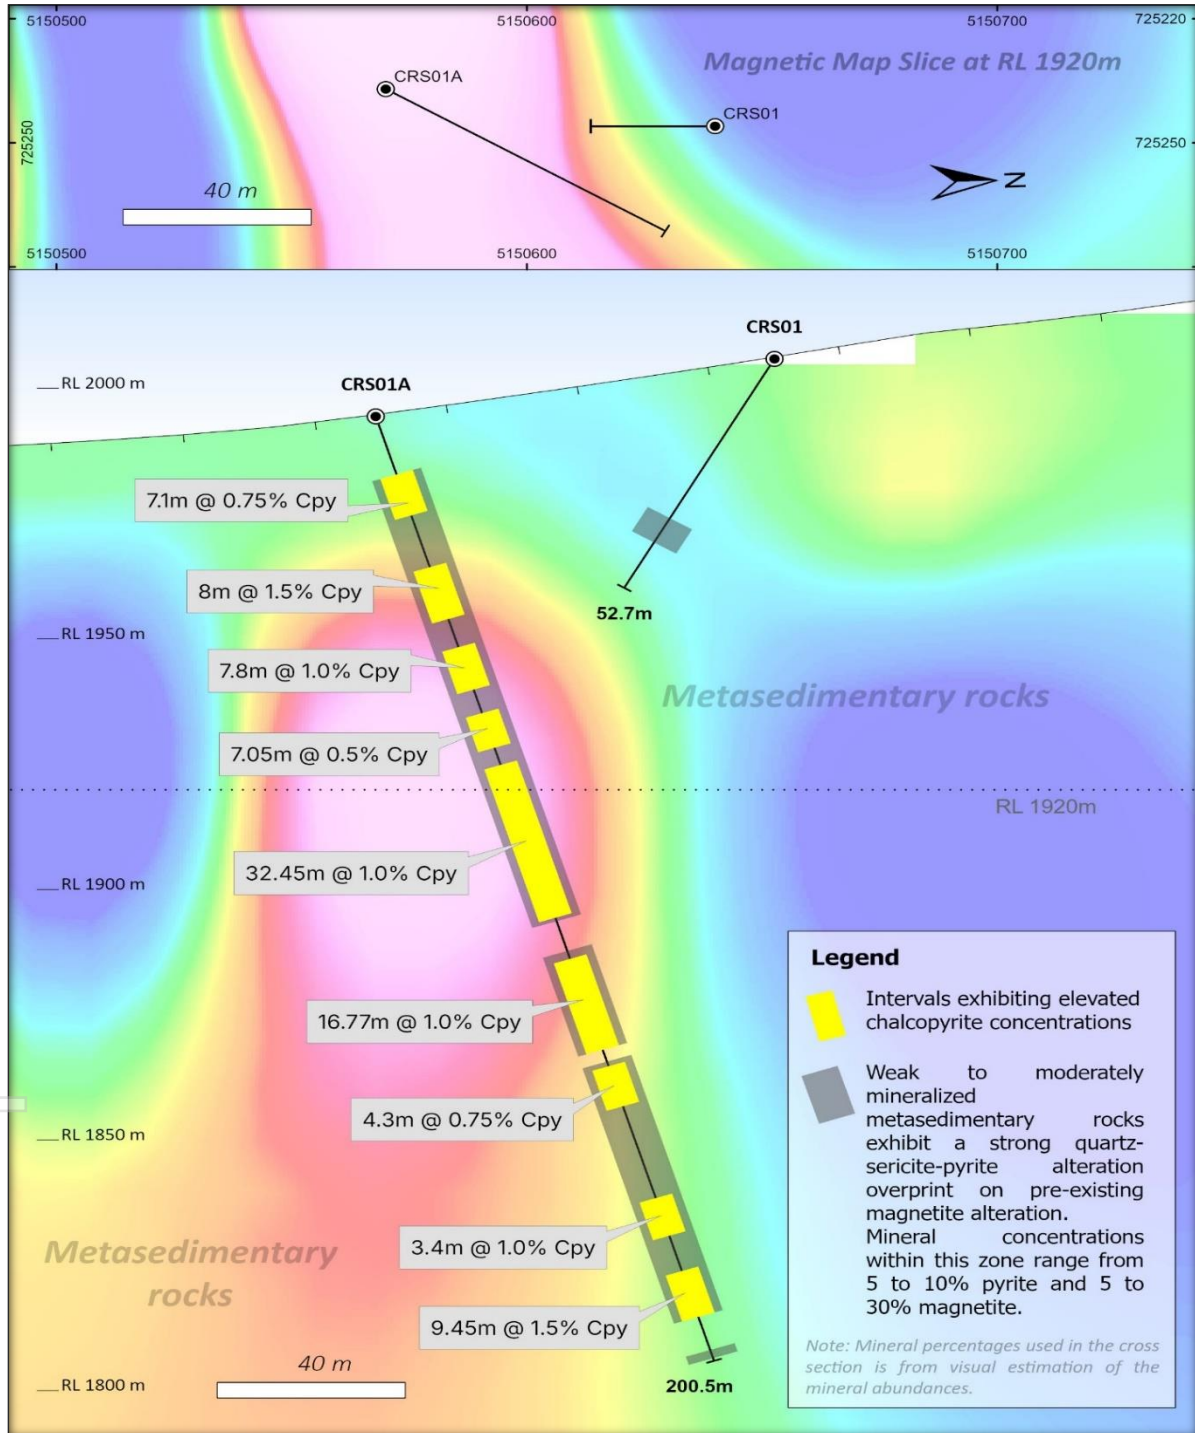 5150500
5150600
5150700
725220
Magnetic Map Slice at RL 1920m
CRS01A
CRS01
725250
725250
40 m
N
5150500
5150600
5150700
CRS01
RL 2000 m
CRS01A
7.1m @ 0.75% Cpy
8m @ 1.5% Cpy
52.7m
RL 1950 m
7.8m @ 1.0% Cpy
Metasedimentary rocks
7.05m @ 0.5% Cpy
RL 1920m
32.45m @ 1.0% Cpy
RL 1900 m
16.77m @ 1.0% Cpy
4.3m @ 0.75% Cpy
RL 1850 m
3.4m @ 1.0% Cpy
Metasedimentary
rocks
9.45m @ 1.5% Cpy
40 m
200.5m
RL 1800 m
Legend
Intervals exhibiting elevated
chalcopyrite concentrations
Weak to moderately
mineralized
metasedimentary rocks
exhibit a strong quartz-
sericite-pyrite alteration
overprint on pre-existing
magnetite alteration.
Mineral concentrations
within this zone range from
5 to 10% pyrite and 5 to
30% magnetite.
Note: Mineral percentages used in the cross
section is from visual estimation of the
mineral abundances.